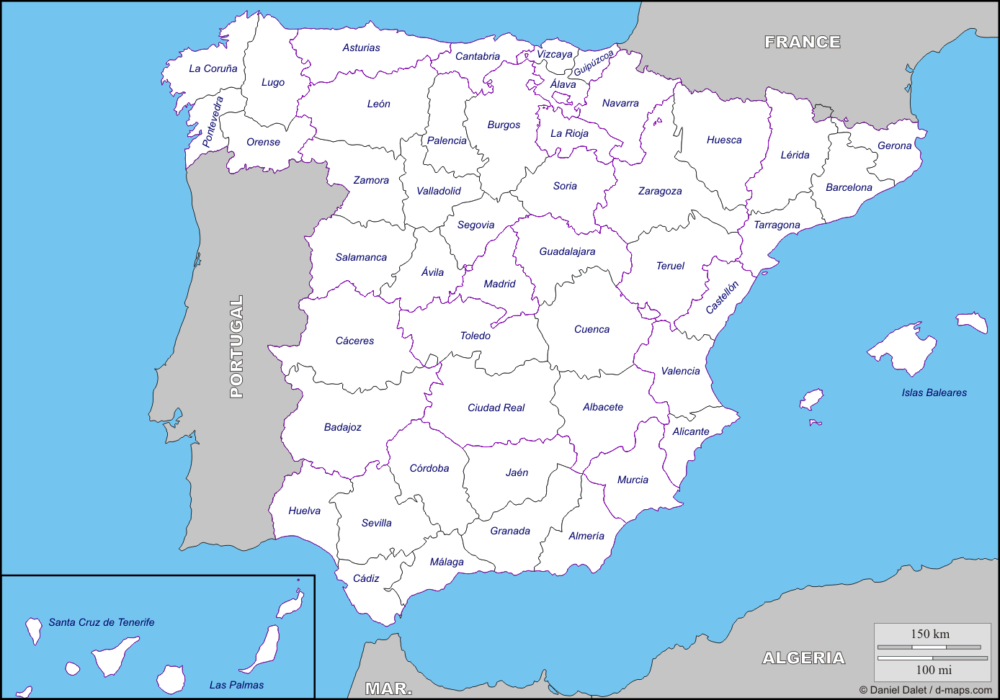 FRANCE
Asturias
Cantabria
Vizcaya
Guipúzcoa
La Coruña
Lugo
Álava
León
Navarra
Pontevedra
Burgos
La Rioja
Orense
Palencia
Huesca
Gerona
Lérida
Zamora
Soria
Barcelona
Valladolid
Zaragoza
Segovia
Tarragona
Guadalajara
Salamanca
Teruel
Ávila
Madrid
Castellón
PORTUGAL
Cuenca
Toledo
Cáceres
Valencia
Islas Baleares
Ciudad Real
Albacete
Badajoz
Alicante
Córdoba
Jaén
Murcia
Huelva
Sevilla
Granada
Almería
Málaga
Cádiz
Santa Cruz de Tenerife
Las Palmas
150 km
ALGERIA
100 mi
MAR.
© Daniel Dalet / d-maps.com